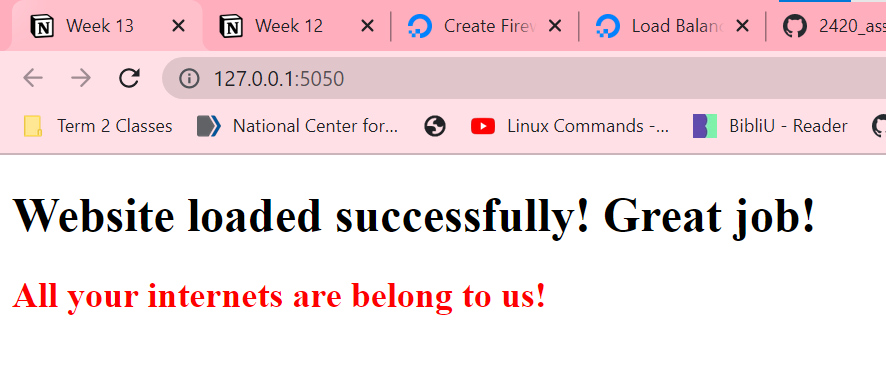 Week 13 Week 12 Create Firew Load Balanc 2420_ass
127.0.0.1:5050
Term 2 Classes National Center for... Linux Commands -... BibliU - Reader
Website loaded successfully! Great job!
All your internets are belong to us!